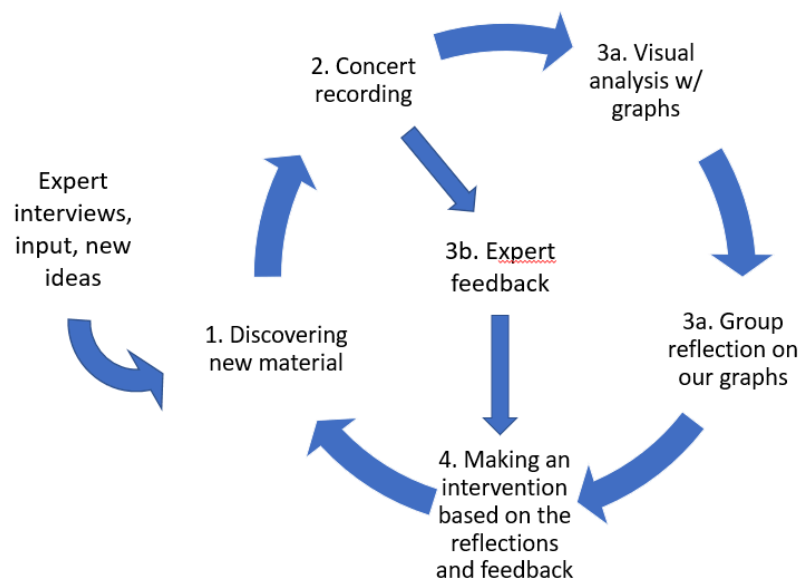 2. Concert
recording
3a. Visual
analysis w/
graphs
Expert
interviews,
input, new
ideas
3b. Expert
feedback
1. Discovering
new material
3a. Group
reflection on
our graphs
4. Making an
intervention
based on the
reflections
and feedback